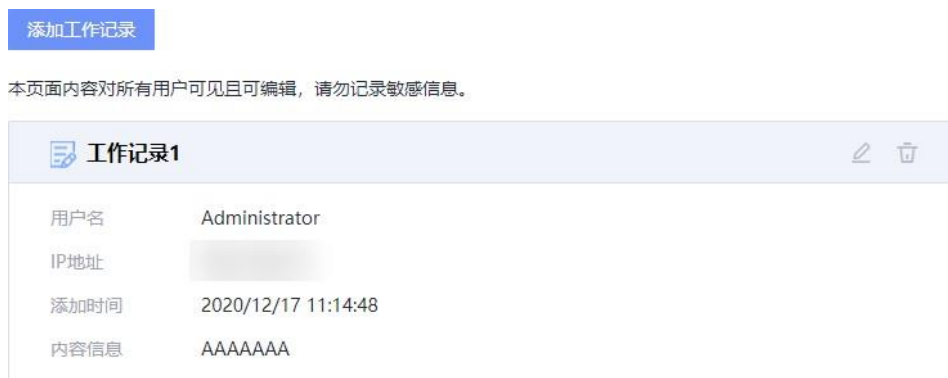 添加工作记录
本页面内容对所有用户可见且可编辑，请勿记录敏感信息。
工作记录1
用户名 Administrator
IP地址
添加时间 2020/12/17 11:14:48
内容信息 AAAAAAA